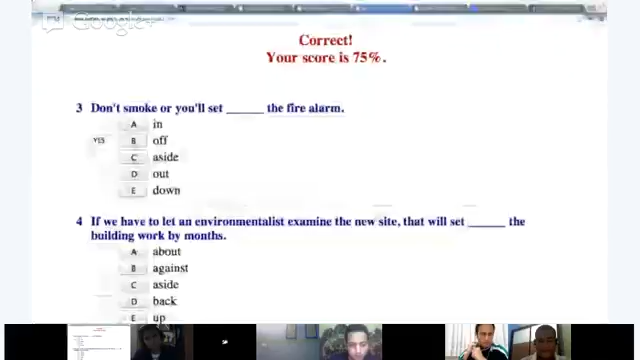 Google+
Correct!
Your score is 75%.
3 Don't smoke or you'll set ______ the fire alarm.
A in
YES B off
C aside
D out
E down
4 If we have to let an environmentalist examine the new site, that will set ______ the
building work by months.
A about
B against
C aside
D back
E up